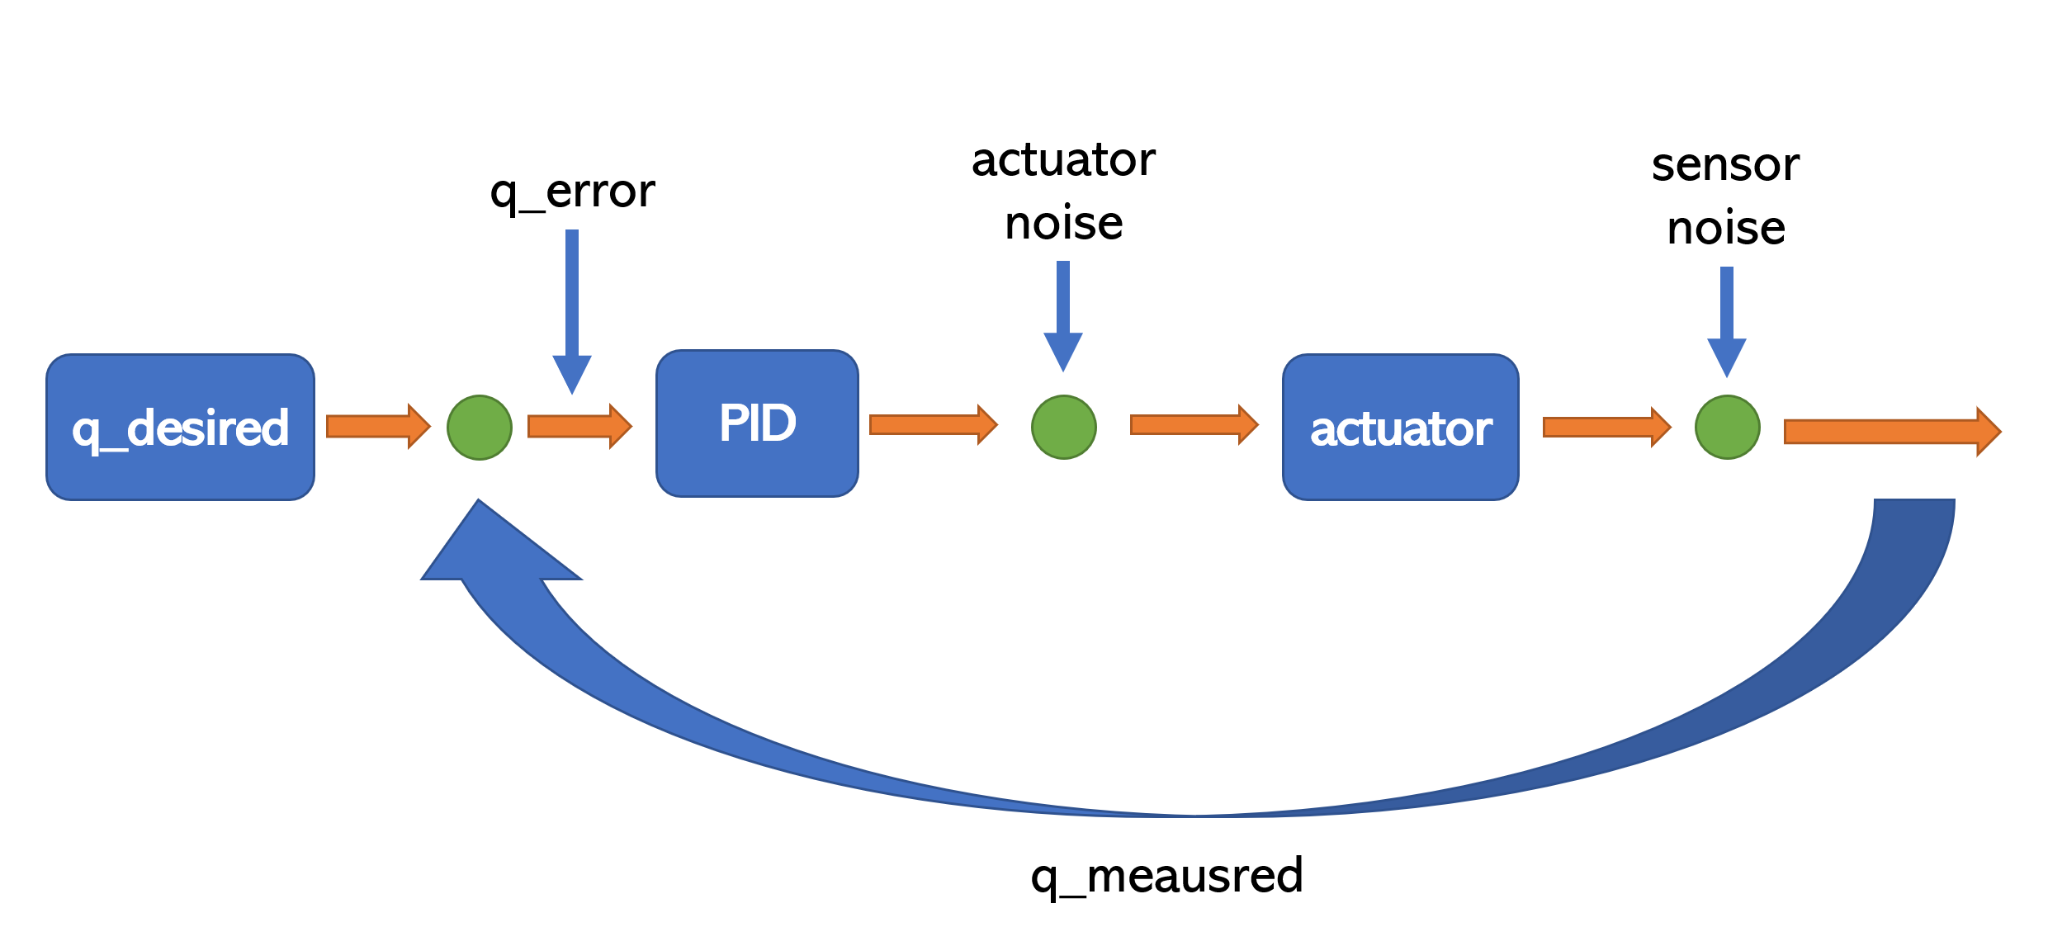 q_error
actuator
noise
sensor
noise
q_desired
PID
actuator
q_meausred